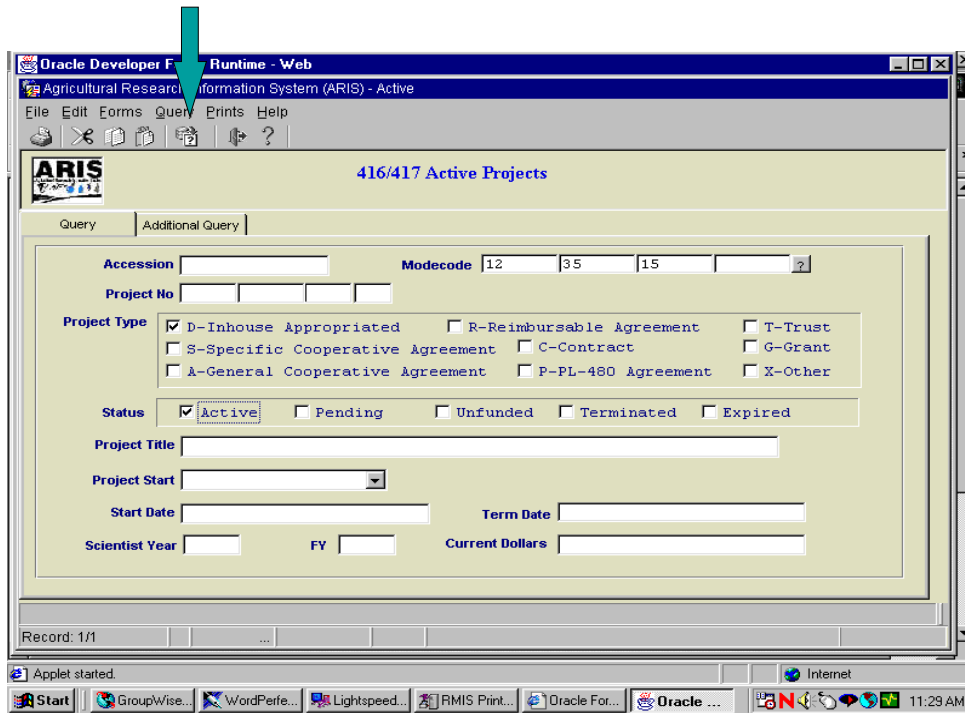 Oracle Developer F Runtime - Web
Agricultural Research Information System (ARIS) - Active
File Edit Forms Query Prints Help
ARIS
416/417 Active Projects
Query Additional Query
Accession Modecode 12 35 15 ?
Project No
Project Type D-Inhouse Appropriated R-Reimbursable Agreement T-Trust
S-Specific Cooperative Agreement C-Contract G-Grant
A-General Cooperative Agreement P-PL-480 Agreement X-Other
Status Active Pending Unfunded Terminated Expired
Project Title
Project Start
Start Date Term Date
Scientist Year FY Current Dollars
Record: 1/1 ...
Applet started. Internet
Start GroupWise... WordPerfe... Lightspeed... RMIS Print... Oracle For... Oracle ... 11:29 AM